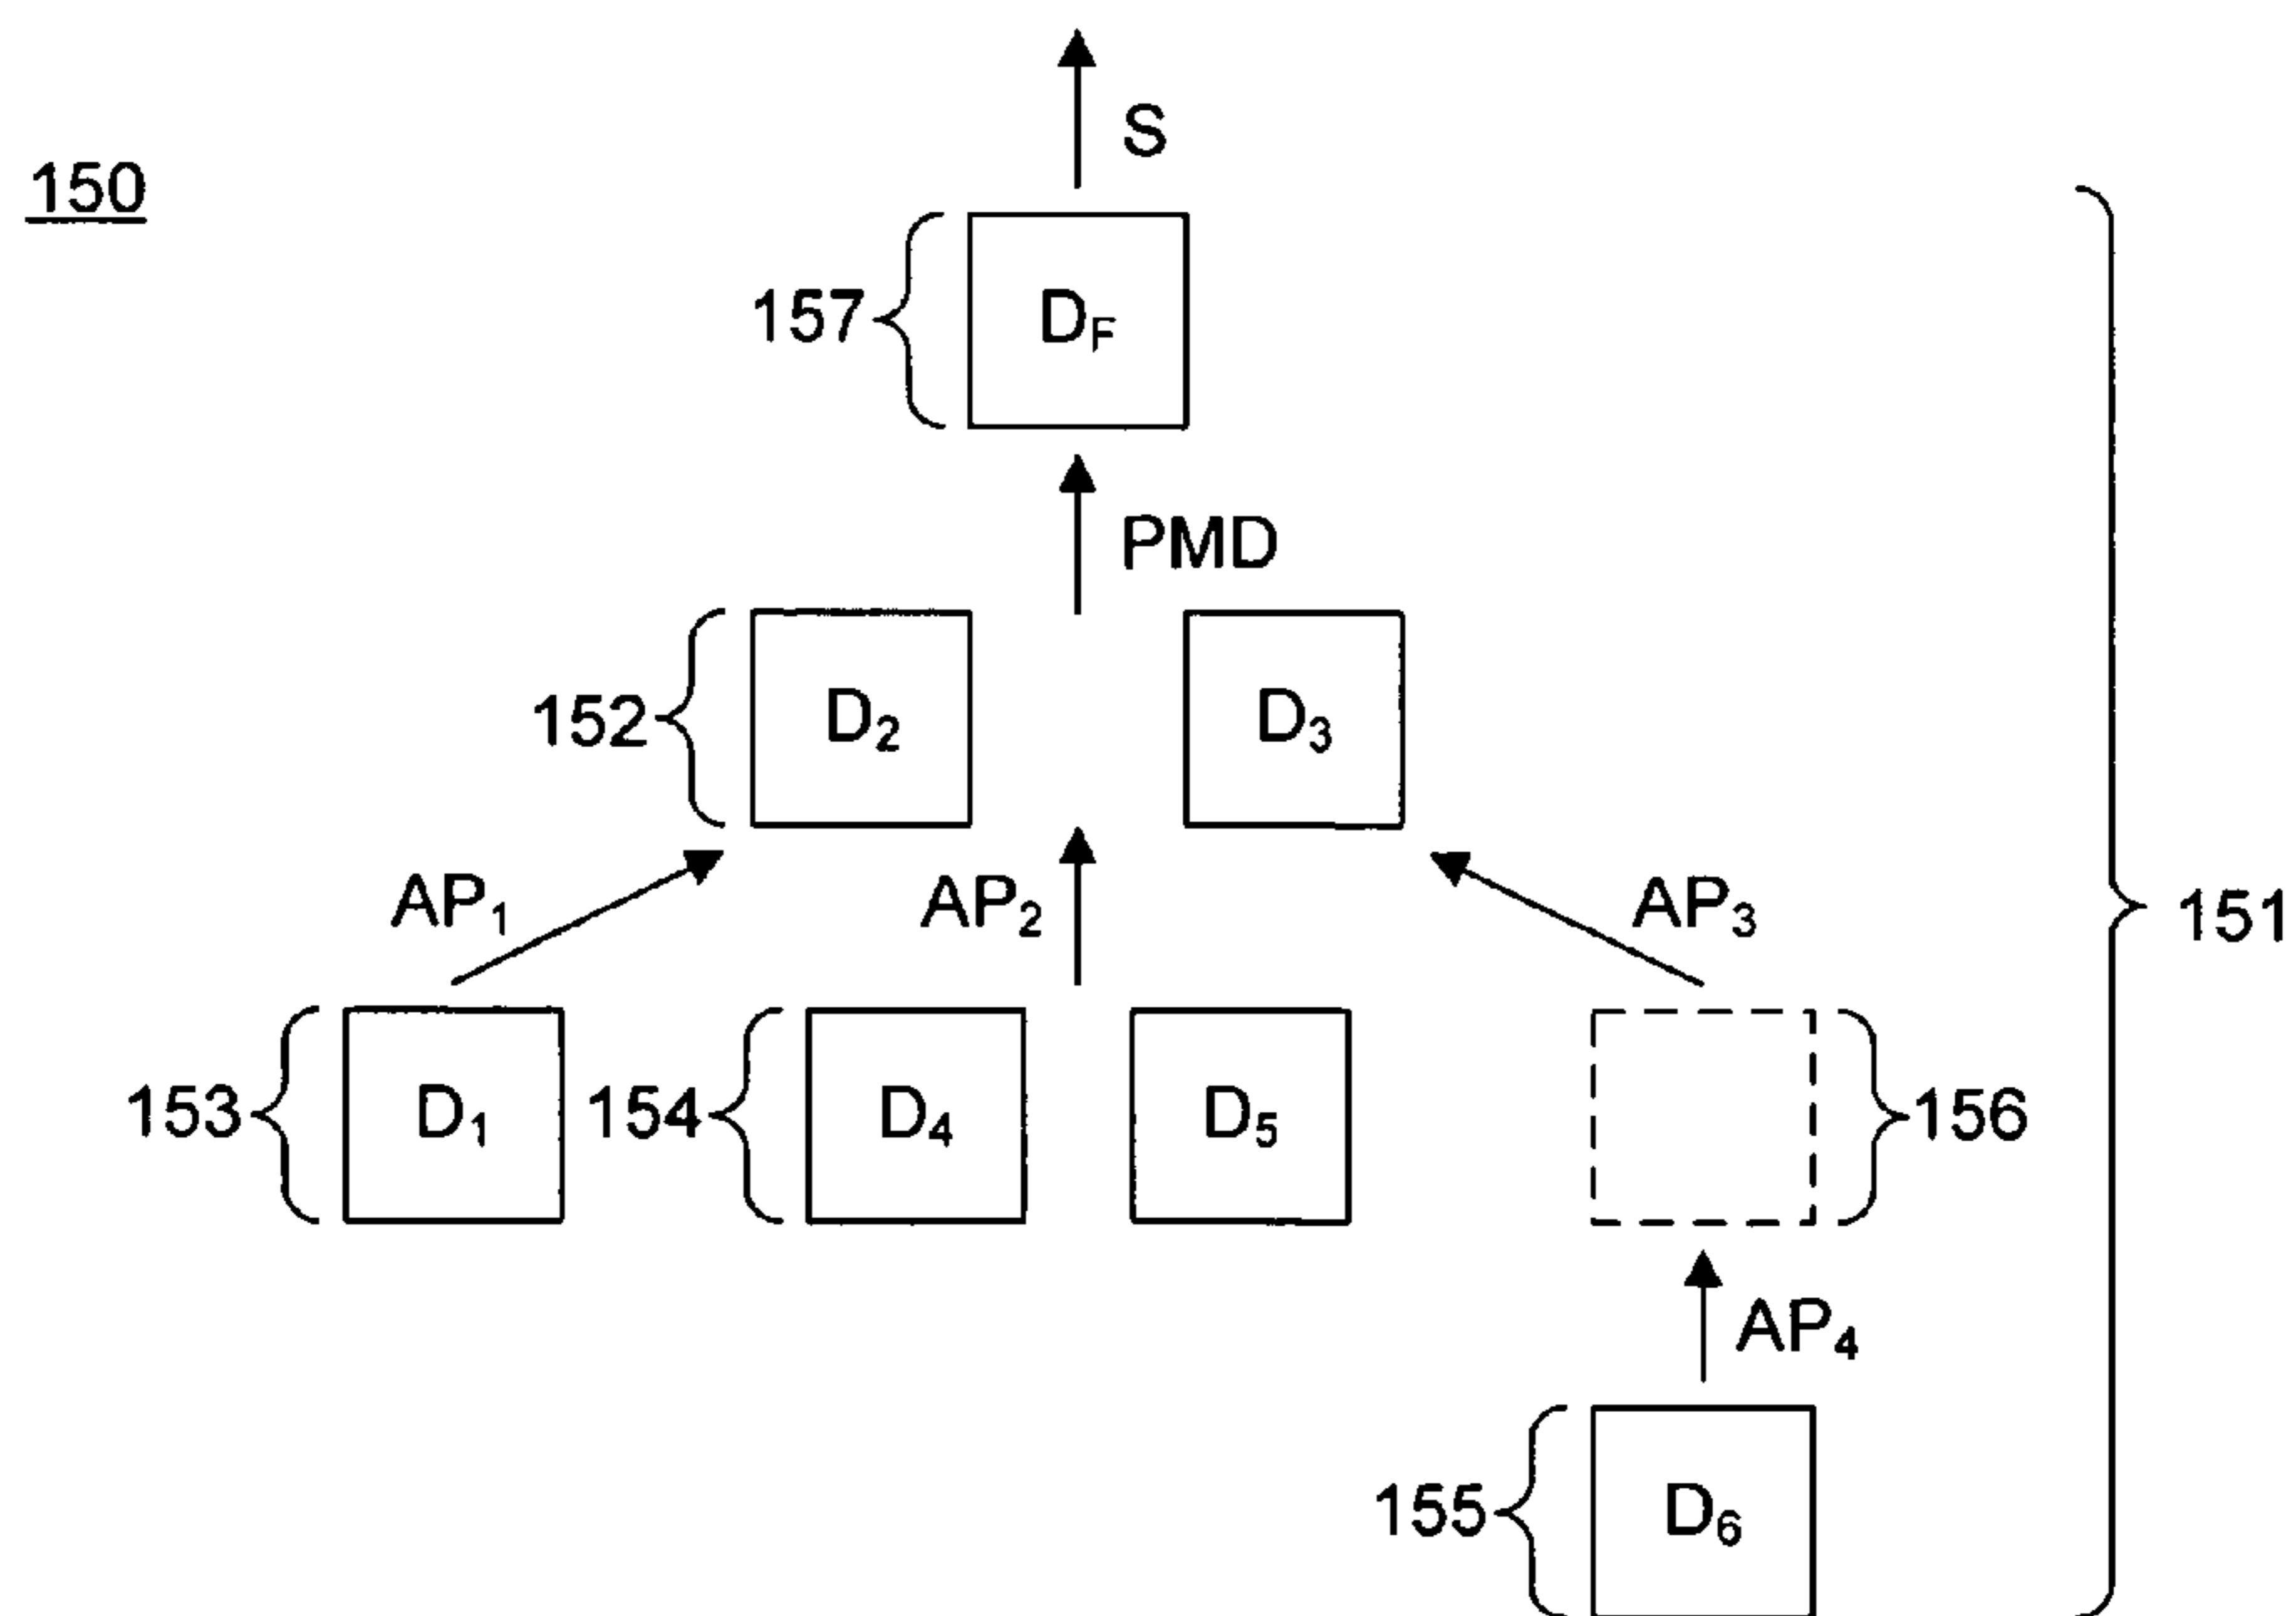 S
150
157 D_F
PMD
152 D₂ D₃
AP₁ AP₂ AP₃
151
153 D₁ 154 D₄ D₅ 156
AP₄
155 D₆